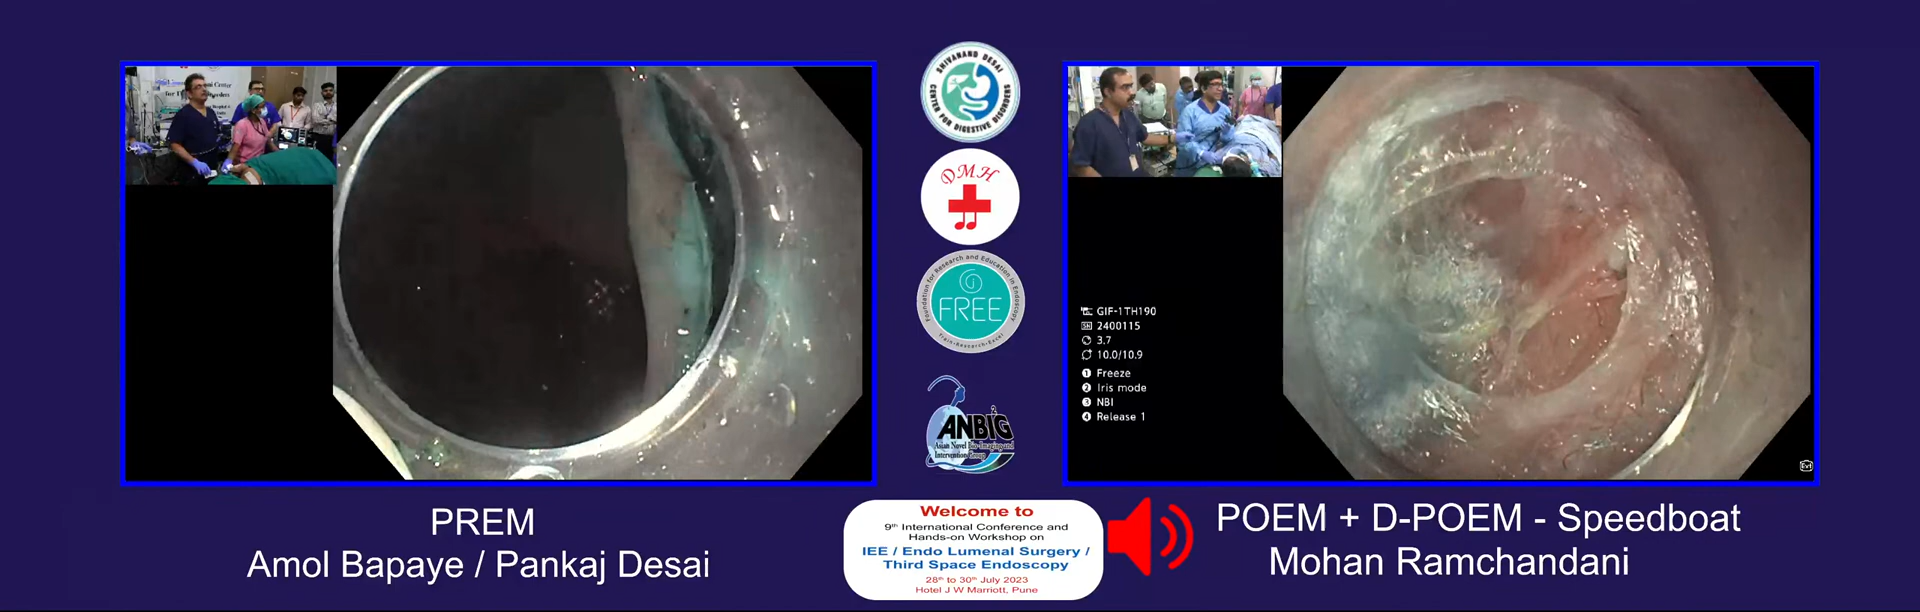 SHIVANAND DESAI
CENTER FOR DIGESTIVE DISORDERS
DMH
Foundation for Research and Education in Endoscopy
Gi
FREE
Train-Research-Excel
ANBIG
2
Asian Novel Bio-Imaging and
Intervention Group
GIF-1TH190
SN 2400115
3.7
10.0/10.9
1 Freeze
2 Iris mode
3 NBI
4 Release 1
PREM
Amol Bapaye / Pankaj Desai
Welcome to
9th International Conference and
Hands-on Workshop on
IEE / Endo Lumenal Surgery /
Third Space Endoscopy
28th to 30th July 2023
Hotel J W Marriott, Pune
POEM + D-POEM - Speedboat
Mohan Ramchandani